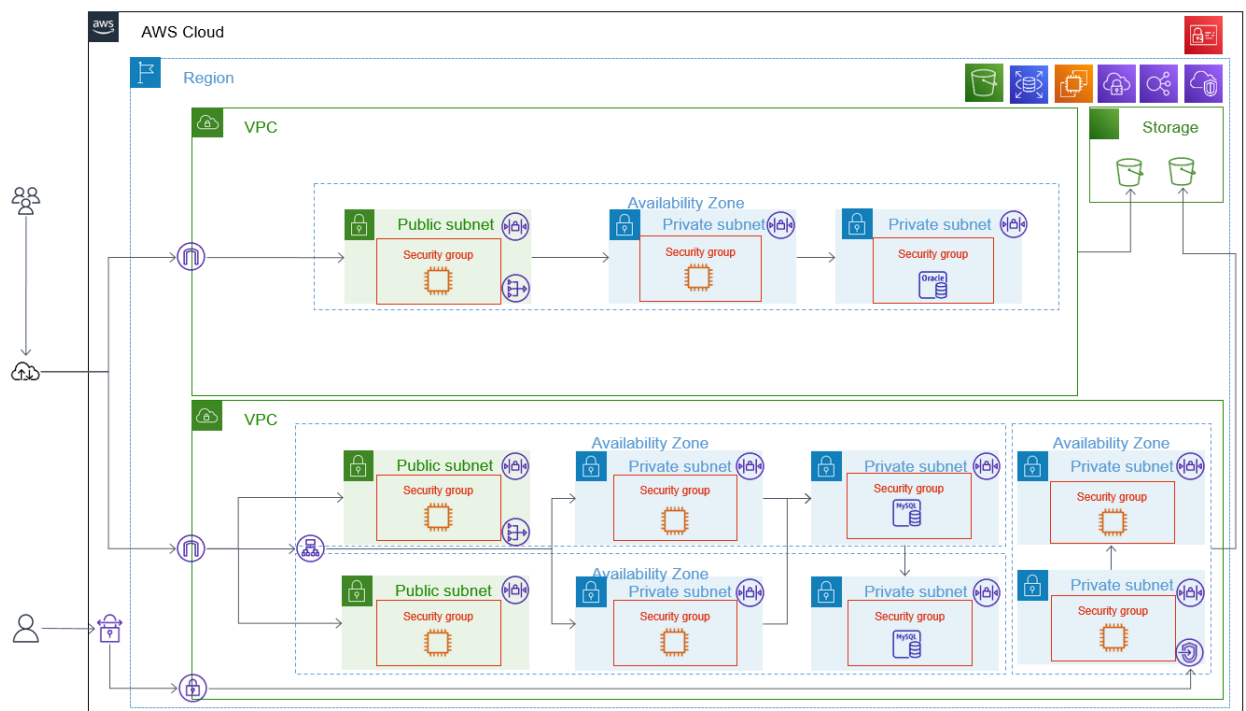 aws
AWS Cloud
Region
VPC
Storage
Availability Zone
Public subnet
Private subnet
Private subnet
Security group
Security group
Security group
Oracle
VPC
Availability Zone
Availability Zone
Public subnet
Private subnet
Private subnet
Private subnet
Security group
Security group
Security group
Security group
MySQL
Availability Zone
Public subnet
Private subnet
Private subnet
Private subnet
Security group
Security group
Security group
Security group
MySQL